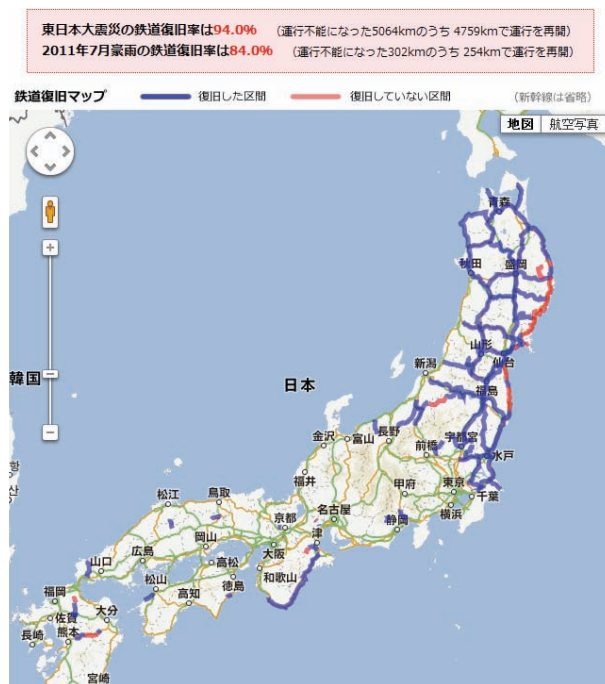 東日本大震災の鉄道復旧率は94.0%　(運行不能になった5064kmのうち 4759kmで運行を再開)
2011年7月豪雨の鉄道復旧率は84.0%　(運行不能になった302kmのうち 254kmで運行を再開)
鉄道復旧マップ　復旧した区間　復旧していない区間　(新幹線は省略)
地図　航空写真
青森
秋田　盛岡
山形　仙台
新潟　福島
韓国　日本
金沢　富山　長野　前橋　宇都宮　水戸
福井　甲府　東京　千葉
松江　鳥取　京都　名古屋　静岡　横浜
山口　広島　岡山　大阪　津
福岡　松山　高松　徳島　和歌山
佐賀　大分　高知
長崎　熊本
宮崎